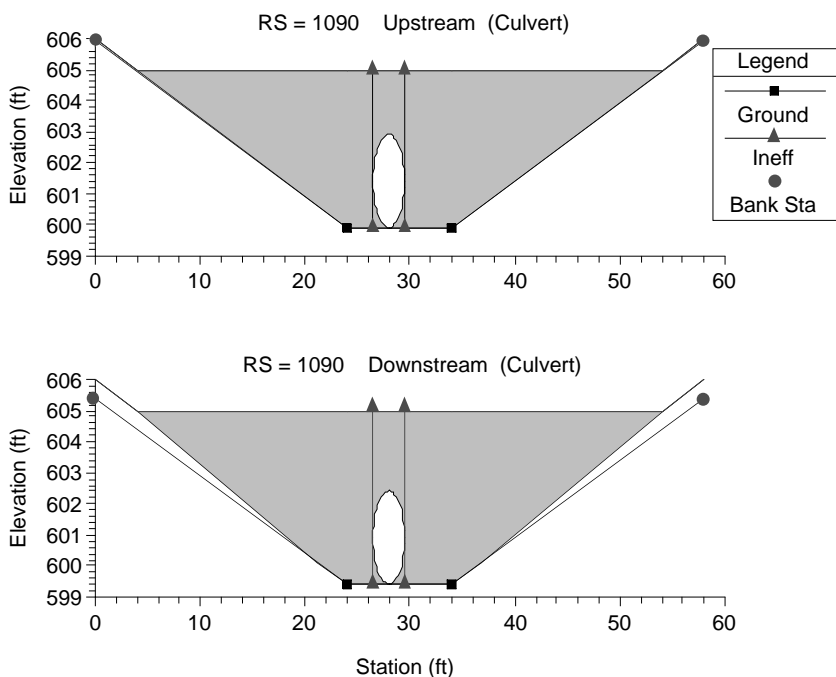 RS = 1090 Upstream (Culvert)
606
605
604
603
602
601
600
599
Elevation (ft)
0 10 20 30 40 50 60
Legend
Ground
Ineff
Bank Sta
RS = 1090 Downstream (Culvert)
606
605
604
603
602
601
600
599
Elevation (ft)
0 10 20 30 40 50 60
Station (ft)